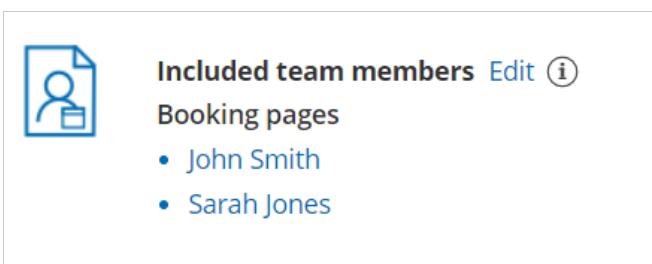 Included team members Edit
Booking pages
• John Smith
• Sarah Jones